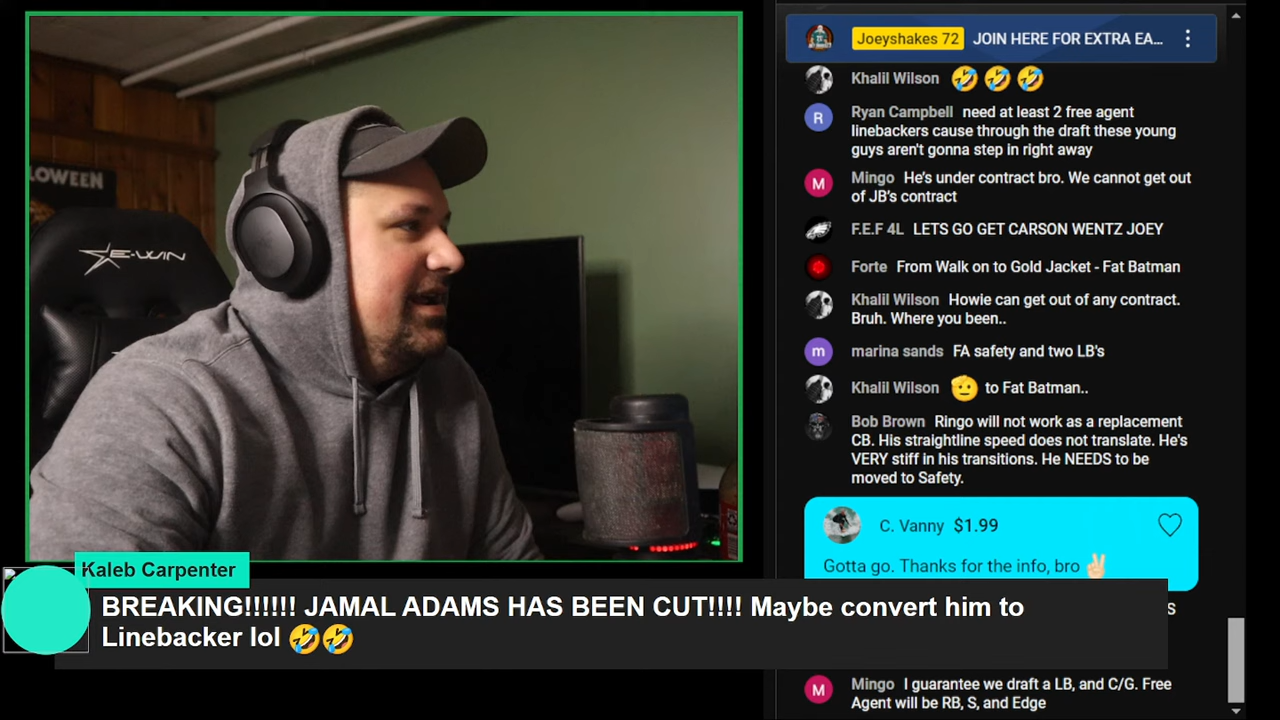 LOWEEN
E-WIN
Joeyshakes 72 JOIN HERE FOR EXTRA EA...
Khalil Wilson 🤣 🤣 🤣
R
Ryan Campbell need at least 2 free agent
linebackers cause through the draft these young
guys aren't gonna step in right away
M
Mingo He's under contract bro. We cannot get out
of JB's contract
F.E.F 4L LETS GO GET CARSON WENTZ JOEY
Forte From Walk on to Gold Jacket - Fat Batman
Khalil Wilson Howie can get out of any contract.
Bruh. Where you been..
m
marina sands FA safety and two LB's
Khalil Wilson 🫡 to Fat Batman..
Bob Brown Ringo will not work as a replacement
CB. His straightline speed does not translate. He's
VERY stiff in his transitions. He NEEDS to be
moved to Safety.
C. Vanny $1.99
Gotta go. Thanks for the info, bro ✌🏻
Kaleb Carpenter
BREAKING!!!!!! JAMAL ADAMS HAS BEEN CUT!!!! Maybe convert him to
Linebacker lol 🤣🤣
M
Mingo I guarantee we draft a LB, and C/G. Free
Agent will be RB, S, and Edge